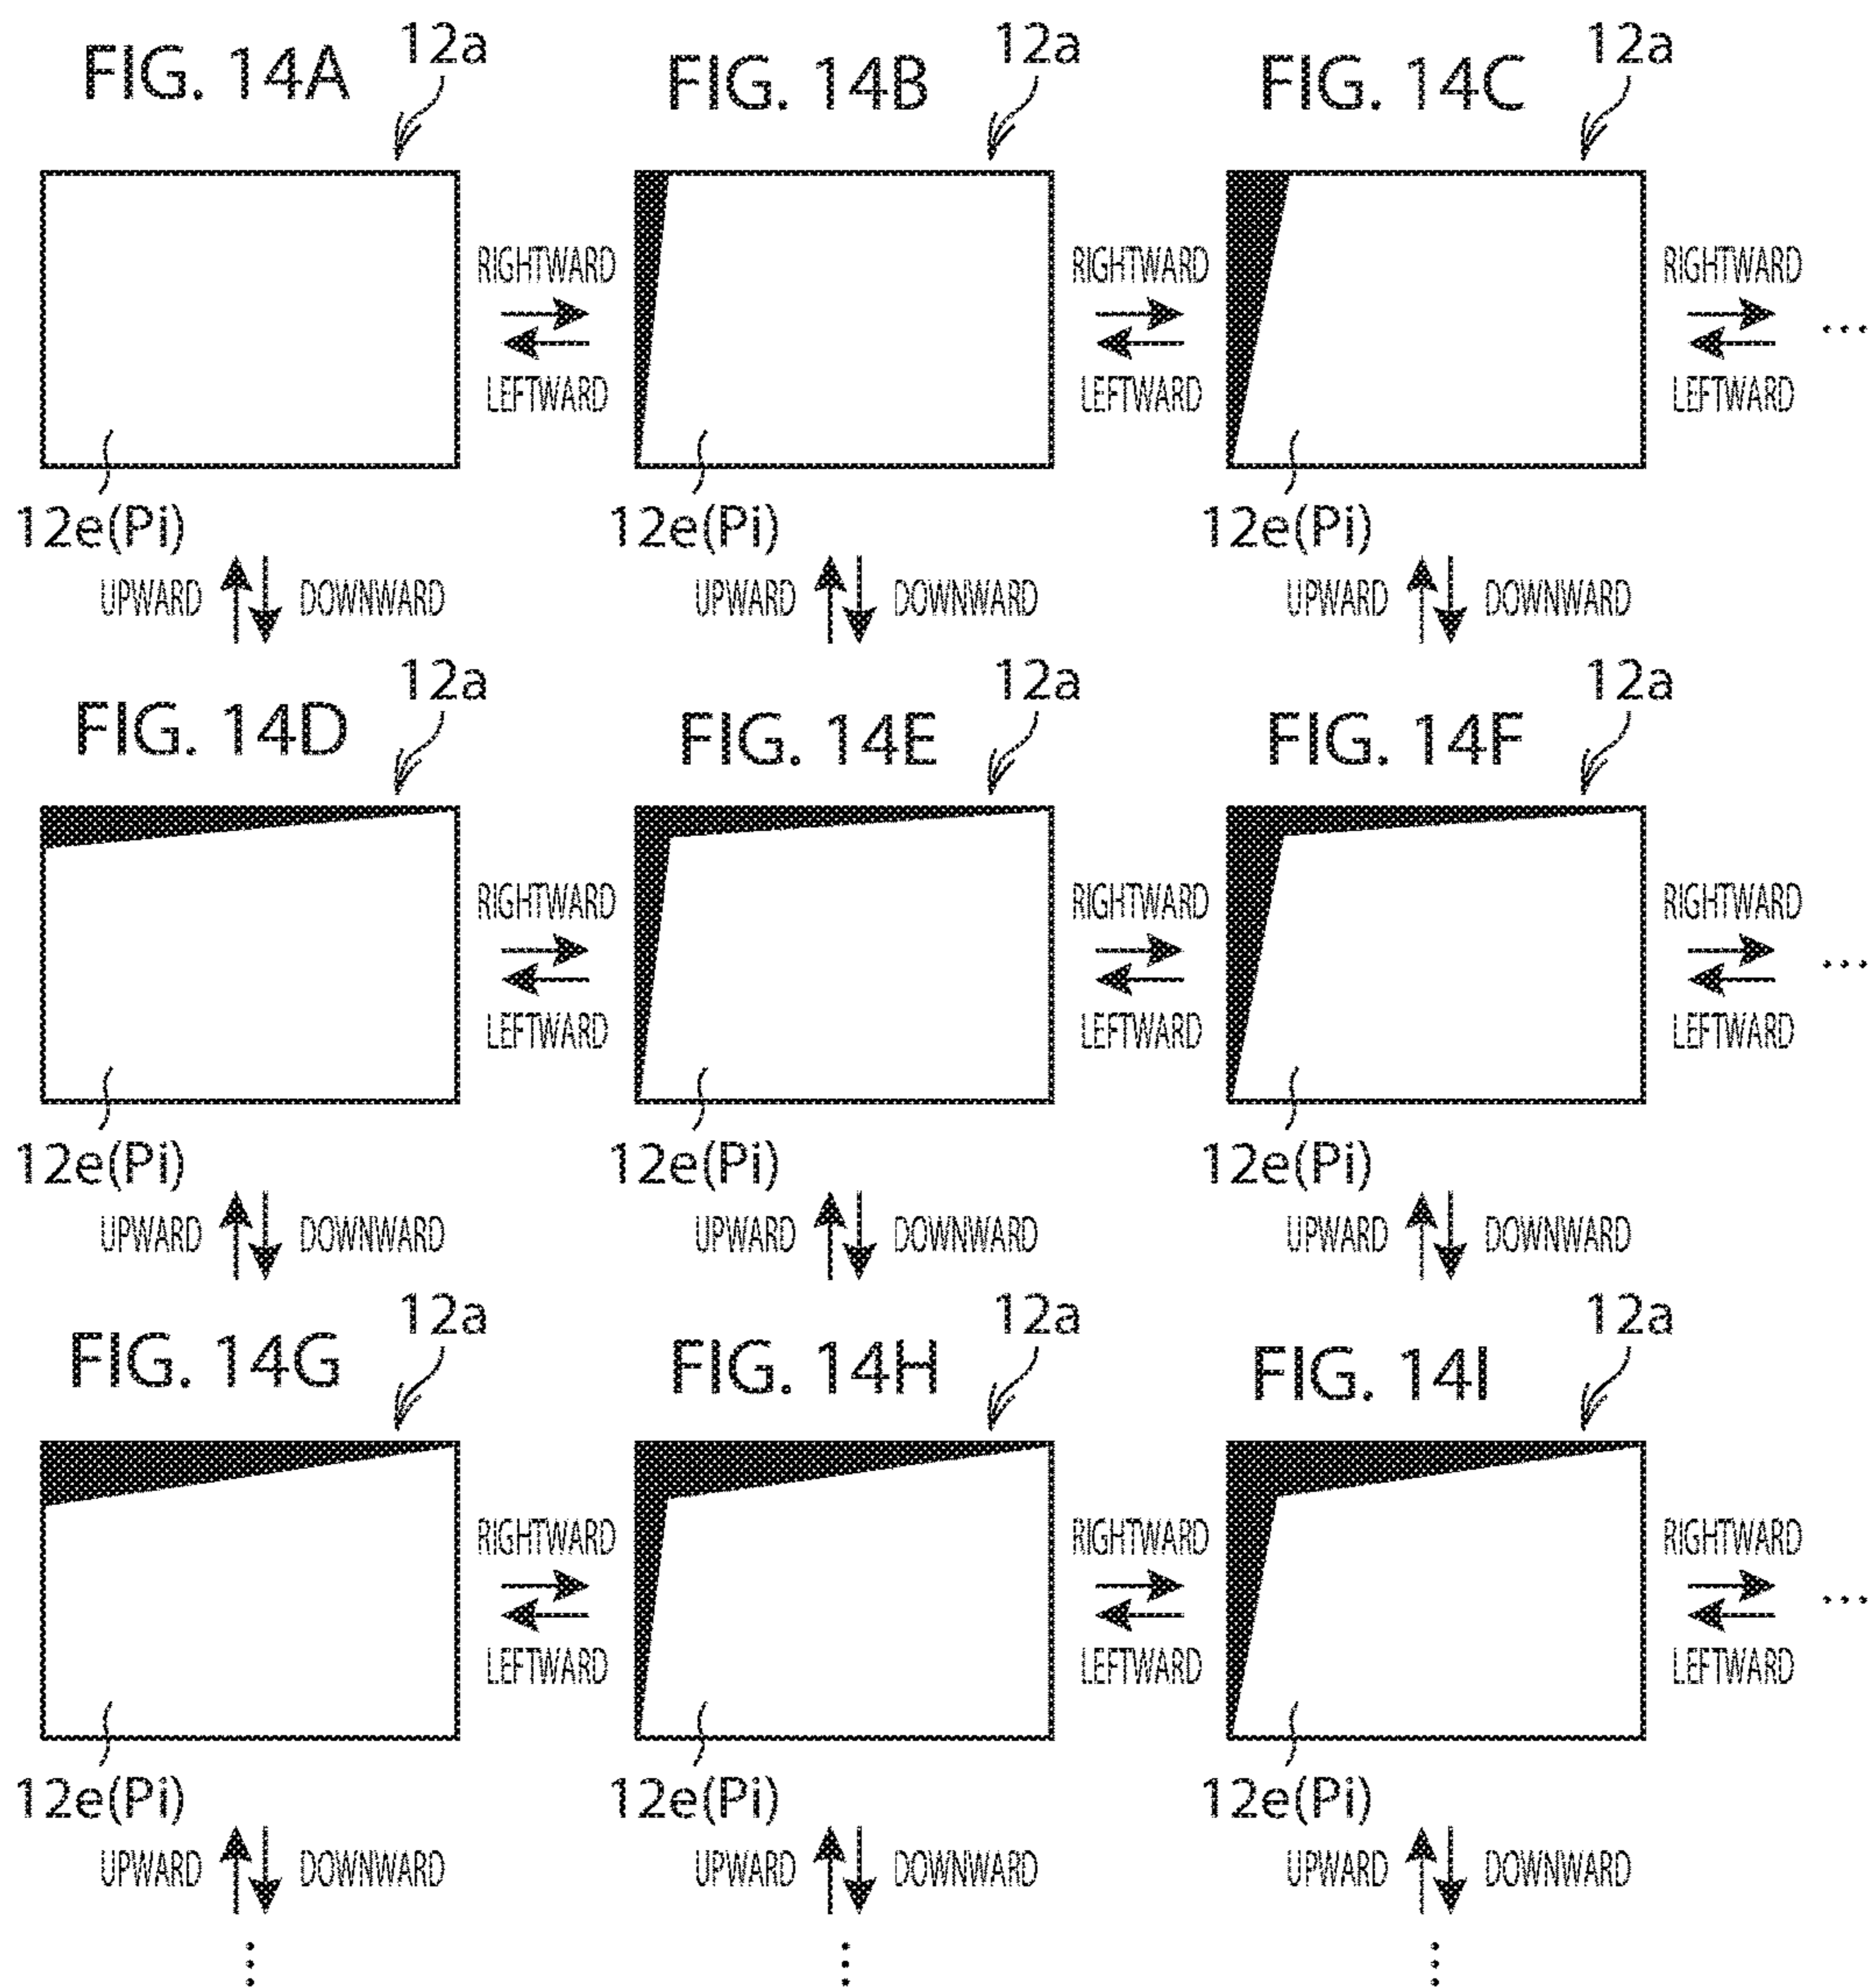 FIG. 14A 12a FIG. 14B 12a FIG. 14C 12a
RIGHTWARD RIGHTWARD RIGHTWARD
...
LEFTWARD LEFTWARD LEFTWARD
12e(Pi) 12e(Pi) 12e(Pi)
UPWARD DOWNWARD UPWARD DOWNWARD UPWARD DOWNWARD
FIG. 14D 12a FIG. 14E 12a FIG. 14F 12a
RIGHTWARD RIGHTWARD RIGHTWARD
...
LEFTWARD LEFTWARD LEFTWARD
12e(Pi) 12e(Pi) 12e(Pi)
UPWARD DOWNWARD UPWARD DOWNWARD UPWARD DOWNWARD
FIG. 14G 12a FIG. 14H 12a FIG. 14I 12a
RIGHTWARD RIGHTWARD RIGHTWARD
...
LEFTWARD LEFTWARD LEFTWARD
12e(Pi) 12e(Pi) 12e(Pi)
UPWARD DOWNWARD UPWARD DOWNWARD UPWARD DOWNWARD